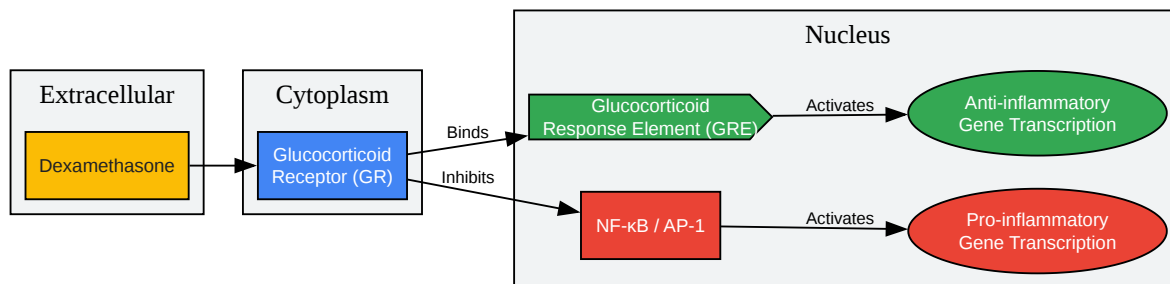 Nucleus
Extracellular
Cytoplasm
Dexamethasone
Glucocorticoid
Receptor (GR)
Binds
Inhibits
Glucocorticoid
Response Element (GRE)
Activates
Anti-inflammatory
Gene Transcription
NF-κB / AP-1
Activates
Pro-inflammatory
Gene Transcription